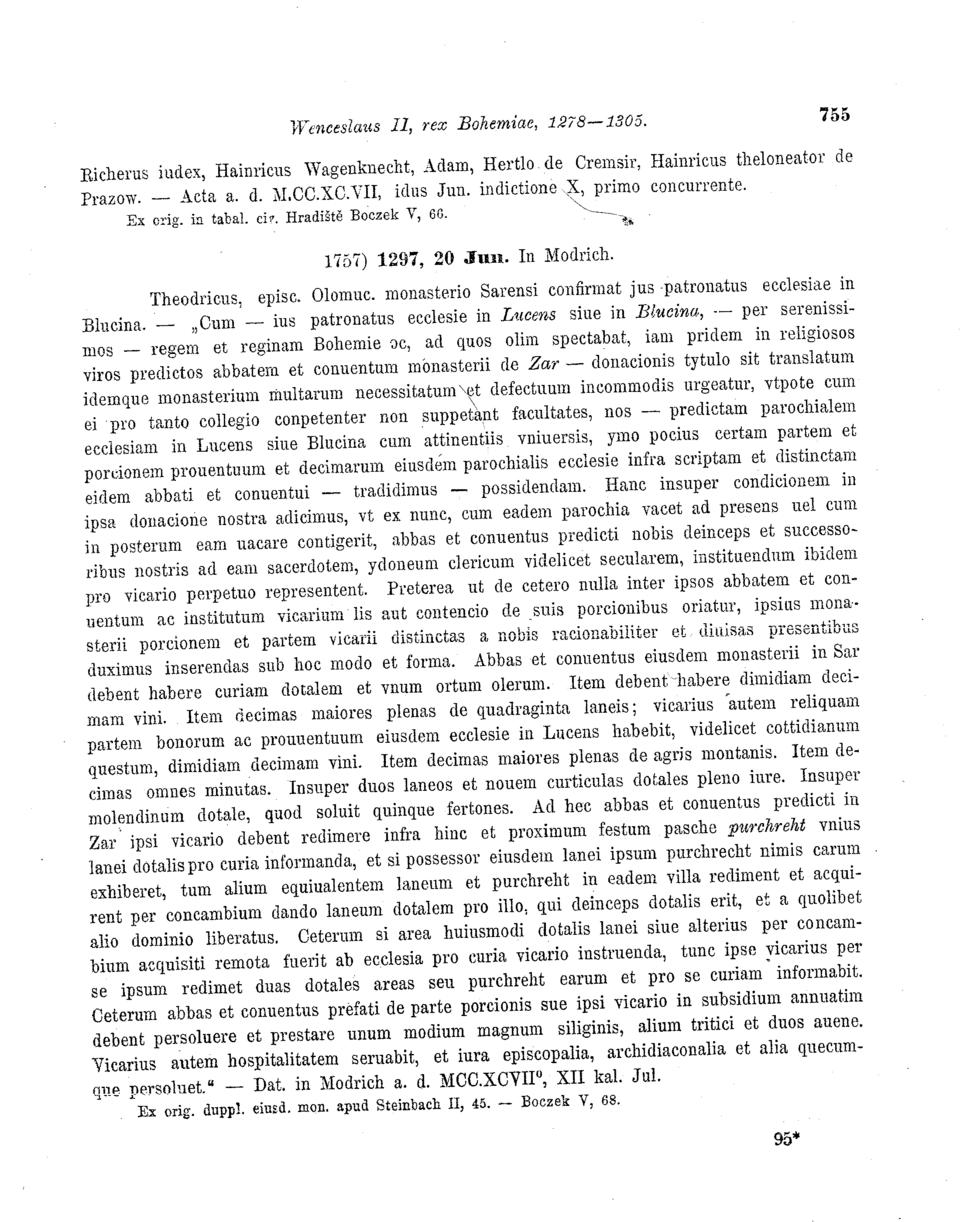 Wenceslaus II, rex Bohemiae, 1278—1305. 755
Richerus iudex, Hainricus Wagenknecht, Adam, Hertlo de Cremsir, Hainricus theloneator de
Prazow. — Acta a. d. M.CC.XC.VII, idus Jun. indictione X, primo concurrente.
Ex orig. in tabal. civ. Hradiště Boczek V, 66.
1757) 1297, 20 Jun. In Modrich.
Theodricus, episc. Olomuc. monasterio Sarensi confirmat jus patronatus ecclesiae in
Blucina. — „Cum — ius patronatus ecclesie in Lucens siue in Blucina, — per serenissi-
mos — regem et reginam Bohemie oc, ad quos olim spectabat, iam pridem in religiosos
viros predictos abbatem et conuentum monasterii de Zar — donacionis tytulo sit translatum
idemque monasterium multarum necessitatum et defectuum incommodis urgeatur, vtpote cum
ei pro tanto collegio conpetenter non suppetant facultates, nos — predictam parochialem
ecclesiam in Lucens siue Blucina cum attinentiis vniuersis, ymo pocius certam partem et
porcionem prouentuum et decimarum eiusdem parochialis ecclesie infra scriptam et distinctam
eidem abbati et conuentui — tradidimus — possidendam. Hanc insuper condicionem in
ipsa donacione nostra adicimus, vt ex nunc, cum eadem parochia vacet ad presens uel cum
in posterum eam uacare contigerit, abbas et conuentus predicti nobis deinceps et successo-
ribus nostris ad eam sacerdotem, ydoneum clericum videlicet secularem, instituendum ibidem
pro vicario perpetuo representent. Preterea ut de cetero nulla inter ipsos abbatem et con-
uentum ac institutum vicarium lis aut contencio de suis porcionibus oriatur, ipsius mona-
sterii porcionem et partem vicarii distinctas a nobis racionabiliter et diuisas presentibus
duximus inserendas sub hoc modo et forma. Abbas et conuentus eiusdem monasterii in Sar
debent habere curiam dotalem et vnum ortum olerum. Item debent habere dimidiam deci-
mam vini. Item decimas maiores plenas de quadraginta laneis; vicarius autem reliquam
partem bonorum ac prouuentuum eiusdem ecclesie in Lucens habebit, videlicet cottidianum
questum, dimidiam decimam vini. Item decimas maiores plenas de agris montanis. Item de-
cimas omnes minutas. Insuper duos laneos et nouem curticulas dotales pleno iure. Insuper
molendinum dotale, quod soluit quinque fertones. Ad hec abbas et conuentus predicti in
Zar ipsi vicario debent redimere infra hinc et proximum festum pasche purchreht vnius
lanei dotalis pro curia informanda, et si possessor eiusdem lanei ipsum purchrecht nimis carum
exhiberet, tum alium equiualentem laneum et purchreht in eadem villa rediment et acqui-
rent per concambium dando laneum dotalem pro illo, qui deinceps dotalis erit, et a quolibet
alio dominio liberatus. Ceterum si area huiusmodi dotalis lanei siue alterius per concam-
bium acquisiti remota fuerit ab ecclesia pro curia vicario instruenda, tunc ipse vicarius per
se ipsum redimet duas dotales areas seu purchreht earum et pro se curiam informabit.
Ceterum abbas et conuentus prefati de parte porcionis sue ipsi vicario in subsidium annuatim
debent persoluere et prestare unum modium magnum siliginis, alium tritici et duos auene.
Vicarius autem hospitalitatem seruabit, et iura episcopalia, archidiaconalia et alia quecum-
que persoluet.“ — Dat. in Modrich a. d. MCC.XCVII⁰, XII kal. Jul.
Ex orig. duppl. eiusd. mon. apud Steinbach II, 45. — Boczek V, 68.
95*